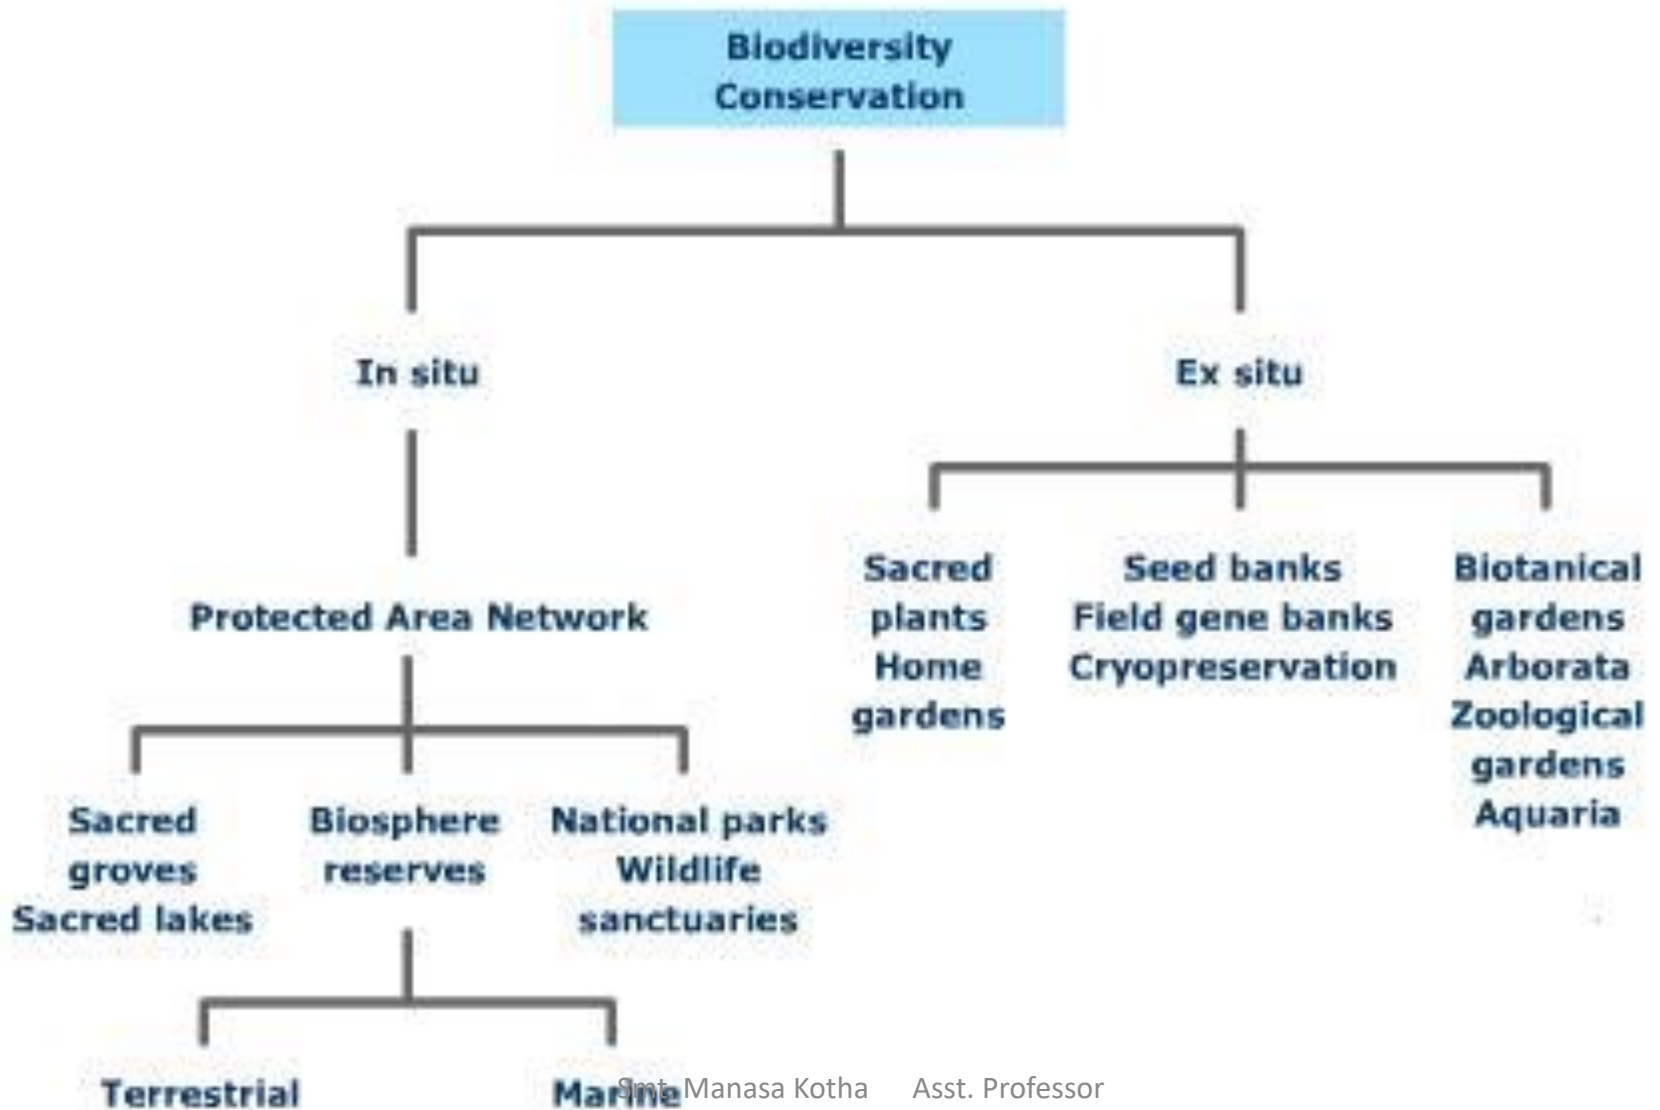 Biodiversity
Conservation
In situ
Ex situ
Protected Area Network
Sacred
plants
Home
gardens
Seed banks
Field gene banks
Cryopreservation
Biotanical
gardens
Arborata
Zoological
gardens
Aquaria
Sacred
groves
Sacred lakes
Biosphere
reserves
National parks
Wildlife
sanctuaries
Terrestrial
Marine
Smt. Manasa Kotha Asst. Professor